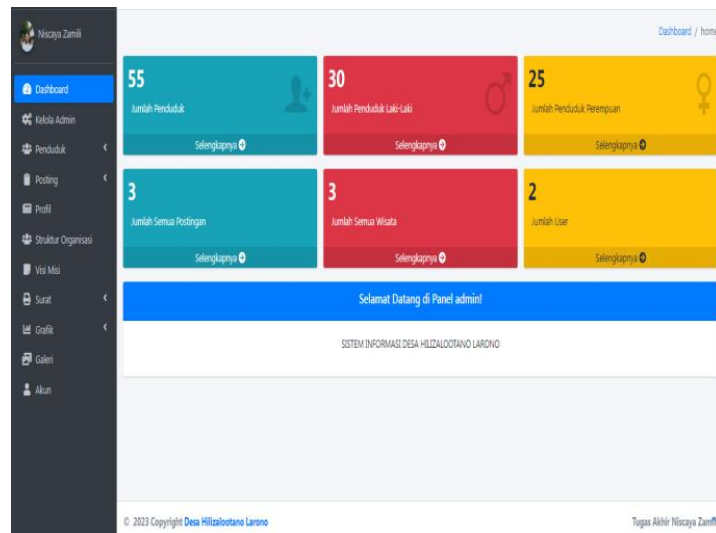 Niscaya Zamili
Dashboard
Kelola Admin
Penduduk
Posting
Profil
Struktur Organisasi
Visi Misi
Surat
Grafik
Galeri
Akun
Dashboard / home
55
Jumlah Penduduk
Selengkapnya
30
Jumlah Penduduk Laki-Laki
Selengkapnya
25
Jumlah Penduduk Perempuan
Selengkapnya
3
Jumlah Semua Postingan
Selengkapnya
3
Jumlah Semua Wisata
Selengkapnya
2
Jumlah User
Selengkapnya
Selamat Datang di Panel admin!
SISTEM INFORMASI DESA HILIZALOOTANO LARONO
© 2023 Copyright Desa Hilizalootano Larono
Tugas Akhir Niscaya Zamili